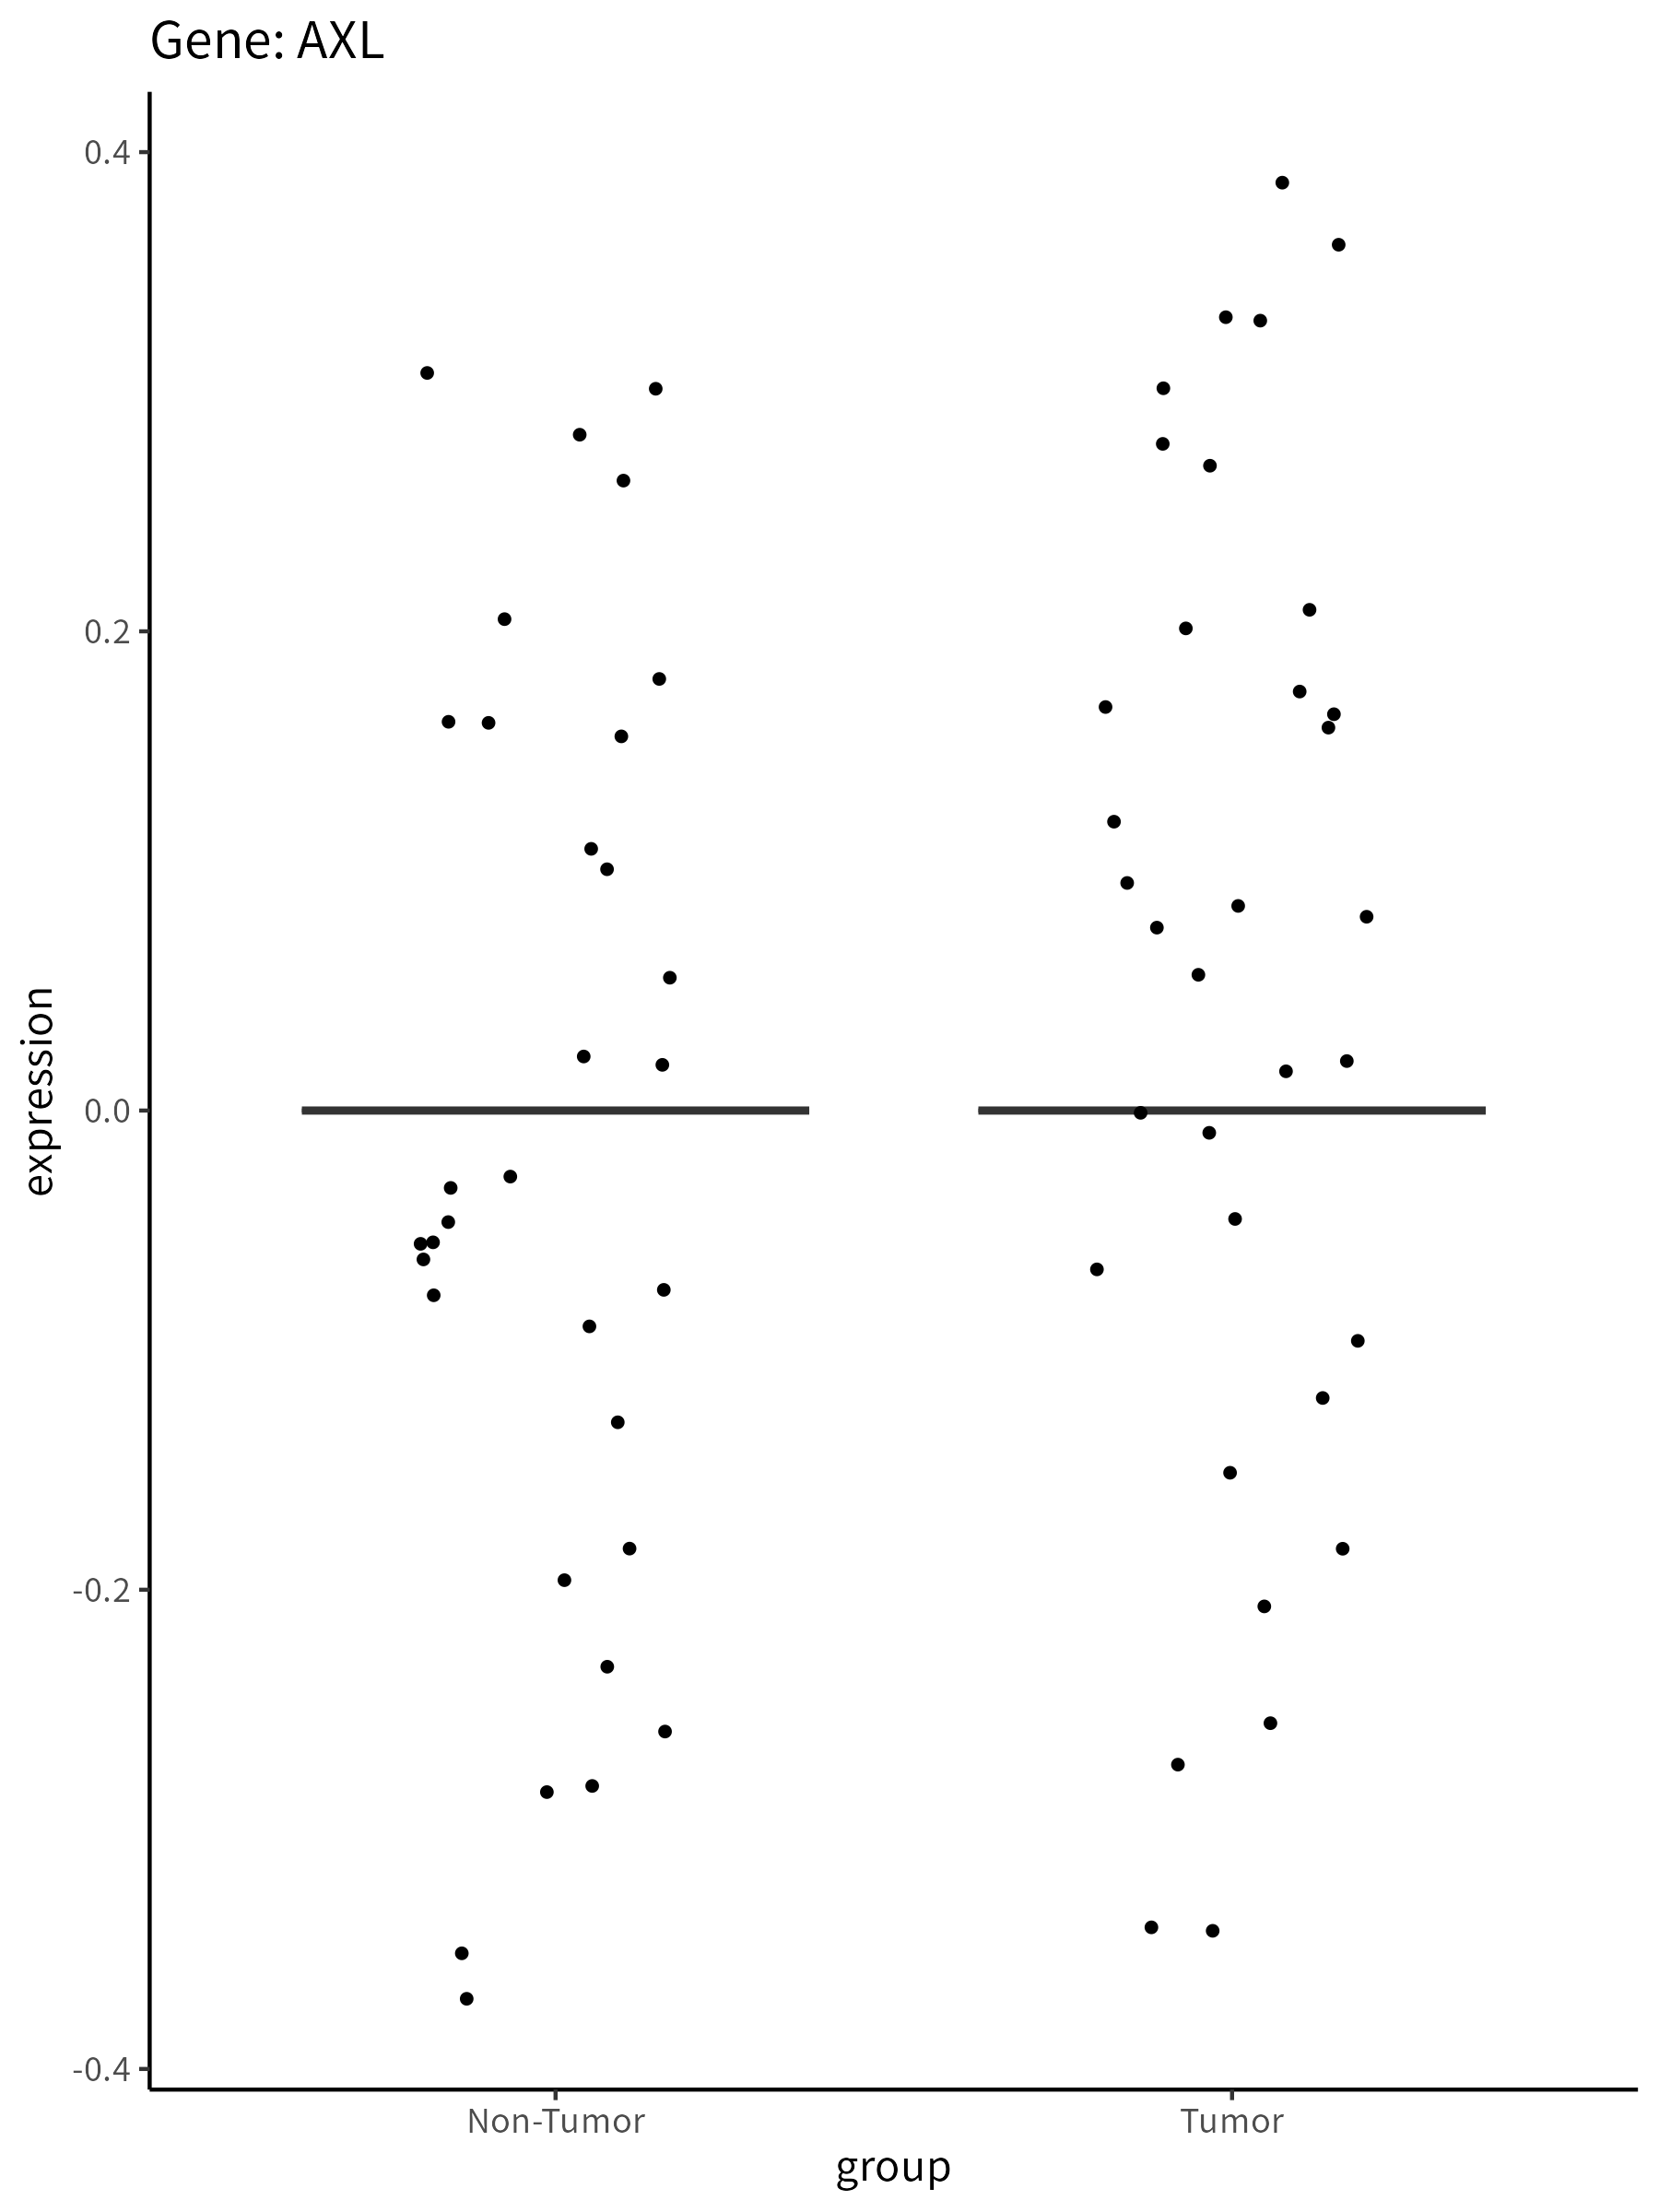 Gene: AXL
0.4
0.2
0.0
-0.2
-0.4
expression
Non-Tumor
Tumor
group